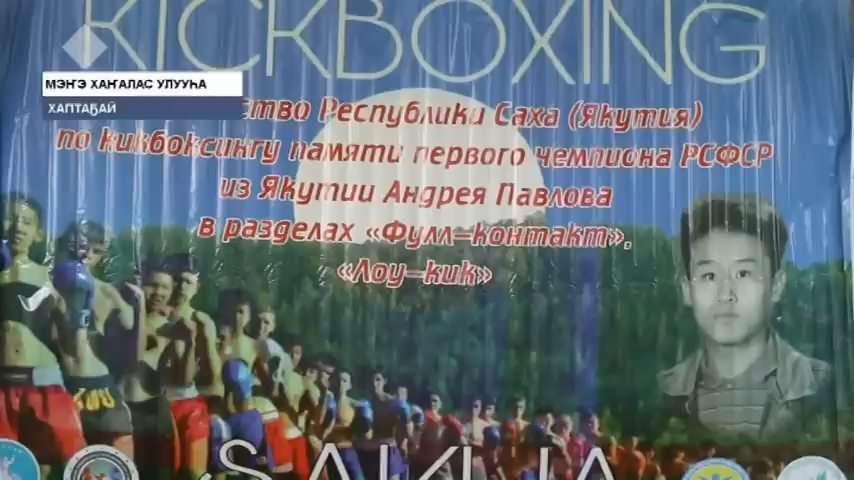 KICKBOXING
МЭҤЭ ХАҤАЛАС УЛУУҺА
ХАПТАҔАЙ
ство Республики Саха (Якутия)
по кикбоксингу памяти первого чемпиона РСФСР
из Якутии Андрея Павлова
в разделах «Фулл-контакт».
«Лоу-кик»
SAKHA